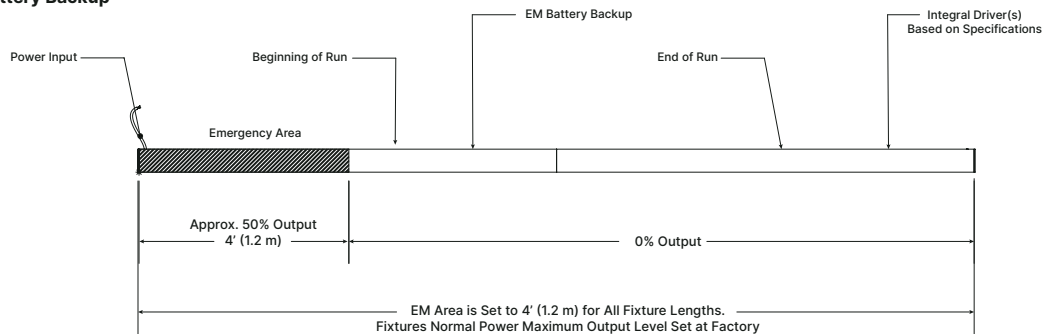 Battery Backup
EM Battery Backup
Integral Driver(s)
Based on Specifications
Power Input
Beginning of Run
End of Run
Emergency Area
Approx. 50% Output
4’ (1.2 m)
0% Output
EM Area is Set to 4’ (1.2 m) for All Fixture Lengths.
Fixtures Normal Power Maximum Output Level Set at Factory